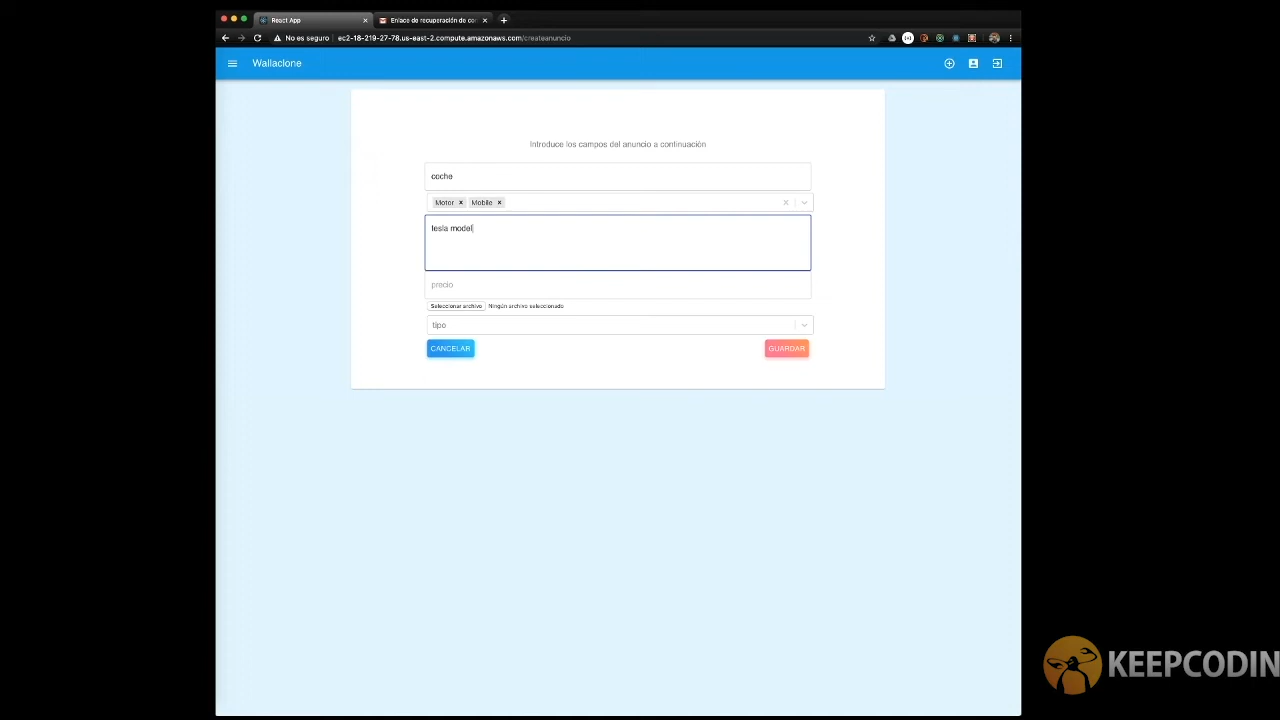 React App
Enlace de recuperación de co
No es seguro
ec2-18-219-27-78.us-east-2.compute.amazonaws.com/createanuncio
Wallaclone
Introduce los campos del anuncio a continuación
coche
Motor
Mobile
tesla model
precio
Seleccionar archivo
Ningún archivo seleccionado
tipo
CANCELAR
GUARDAR
KEEPCODIN